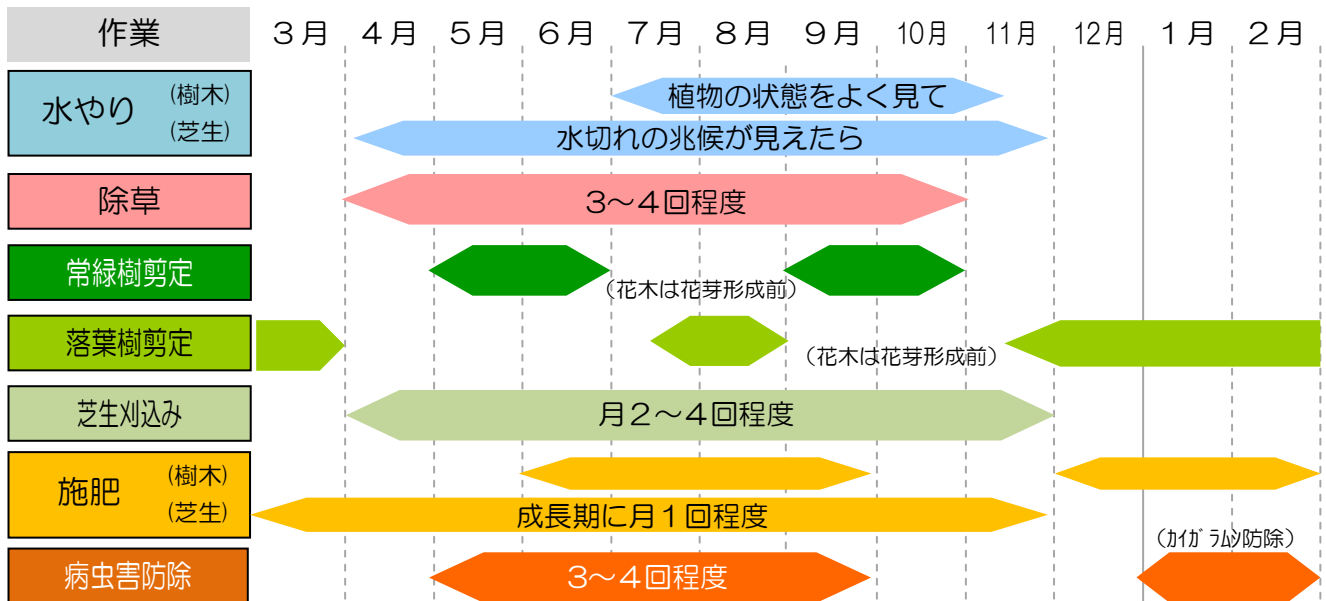 作業 3月 4月 5月 6月 7月 8月 9月 10月 11月 12月 1月 2月
水やり (樹木) 植物の状態をよく見て
(芝生) 水切れの兆候が見えたら
除草 3～4回程度
常緑樹剪定 (花木は花芽形成前)
落葉樹剪定 (花木は花芽形成前)
芝生刈込み 月2～4回程度
施肥 (樹木)
(芝生) 成長期に月1回程度
(ｶｲｶﾞﾗﾑｼ防除)
病虫害防除 3～4回程度